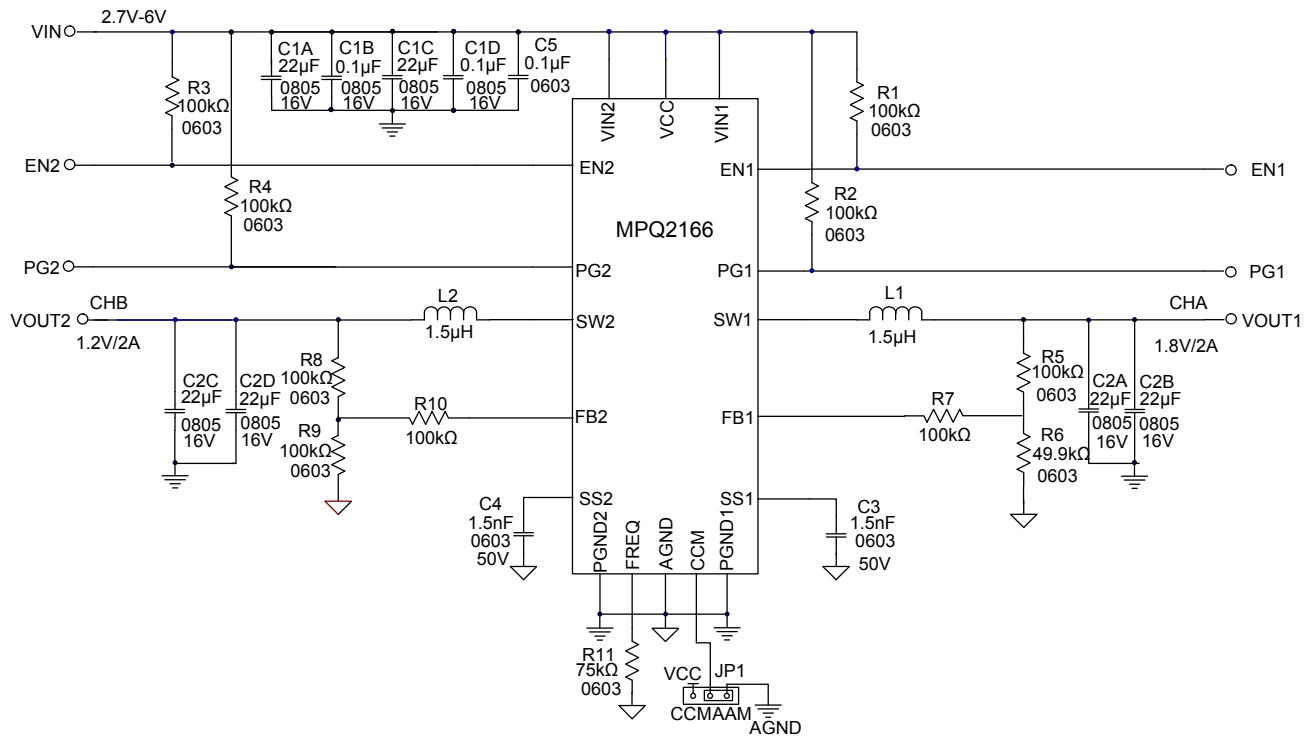 VIN
2.7V-6V
R3
100kΩ
0603
C1A
22µF
0805
16V
C1B
0.1µF
0805
16V
C1C
22µF
0805
16V
C1D
0.1µF
0805
16V
C5
0.1µF
0603
VIN2
VCC
VIN1
R1
100kΩ
0603
EN2
EN2
EN1
EN1
R4
100kΩ
0603
MPQ2166
R2
100kΩ
0603
PG2
PG2
PG1
PG1
VOUT2
CHB
1.2V/2A
L2
1.5µH
SW2
SW1
L1
1.5µH
CHA
1.8V/2A
VOUT1
C2C
22µF
0805
16V
C2D
22µF
0805
16V
R8
100kΩ
0603
R9
100kΩ
0603
R10
100kΩ
FB2
FB1
R7
100kΩ
R5
100kΩ
0603
R6
49.9kΩ
0603
C2A
22µF
0805
16V
C2B
22µF
0805
16V
C4
1.5nF
0603
50V
SS2
SS1
C3
1.5nF
0603
50V
PGND2
FREQ
AGND
CCM
PGND1
R11
75kΩ
0603
VCC
JP1
CCMAAM
AGND